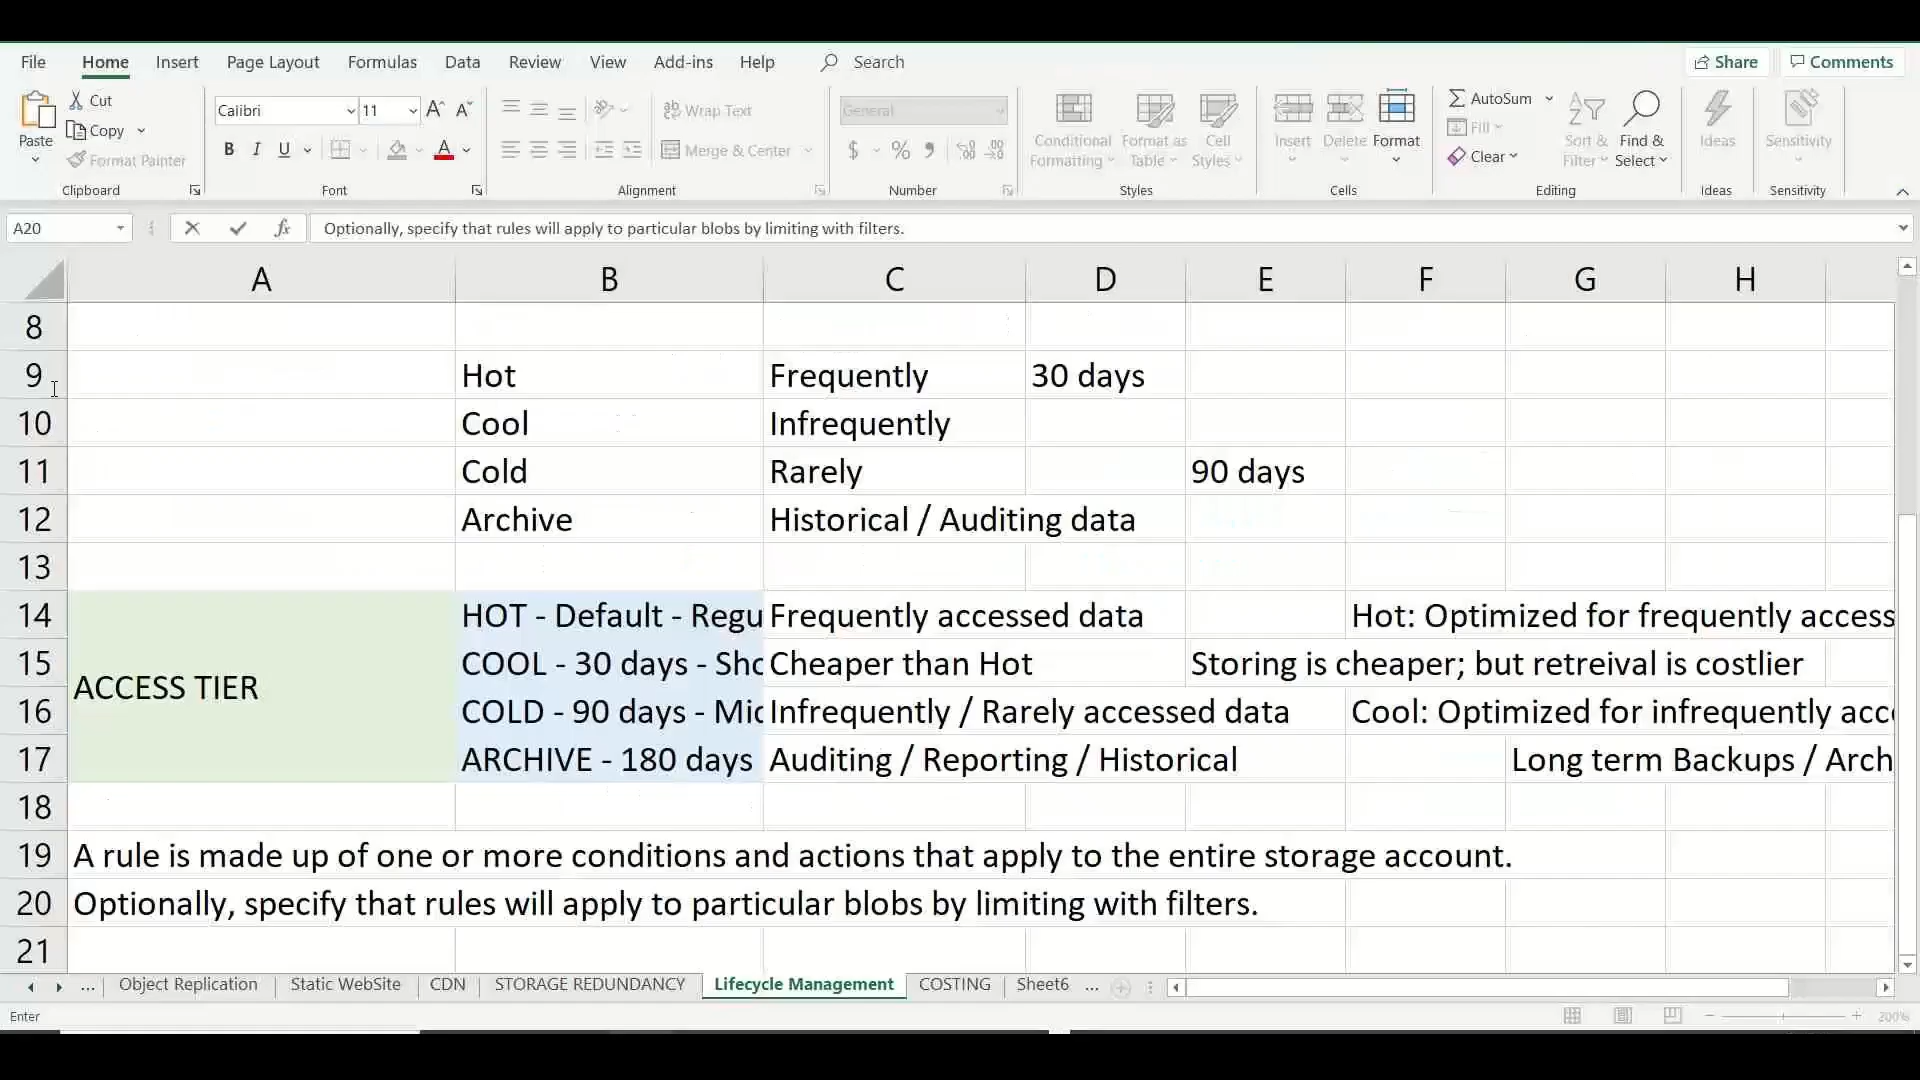 File Home Insert Page Layout Formulas Data Review View Add-ins Help Search Share Comments
Paste Cut Copy Format Painter Calibri 11 B I U A Wrap Text Merge & Center General $ % Conditional Formatting Format as Table Cell Styles Insert Delete Format AutoSum Fill Clear Sort & Filter Find & Select Ideas Sensitivity
Clipboard Font Alignment Number Styles Cells Editing Ideas Sensitivity
A20 fx Optionally, specify that rules will apply to particular blobs by limiting with filters.
A B C D E F G H
8
9 Hot Frequently 30 days
10 Cool Infrequently
11 Cold Rarely 90 days
12 Archive Historical / Auditing data
13
14 HOT - Default - Regu Frequently accessed data Hot: Optimized for frequently access
15 COOL - 30 days - Sho Cheaper than Hot Storing is cheaper; but retreival is costlier
ACCESS TIER
16 COLD - 90 days - Mid Infrequently / Rarely accessed data Cool: Optimized for infrequently acc
17 ARCHIVE - 180 days Auditing / Reporting / Historical Long term Backups / Arch
18
19 A rule is made up of one or more conditions and actions that apply to the entire storage account.
20 Optionally, specify that rules will apply to particular blobs by limiting with filters.
21
... Object Replication Static WebSite CDN STORAGE REDUNDANCY Lifecycle Management COSTING Sheet6 ...
Enter 200%